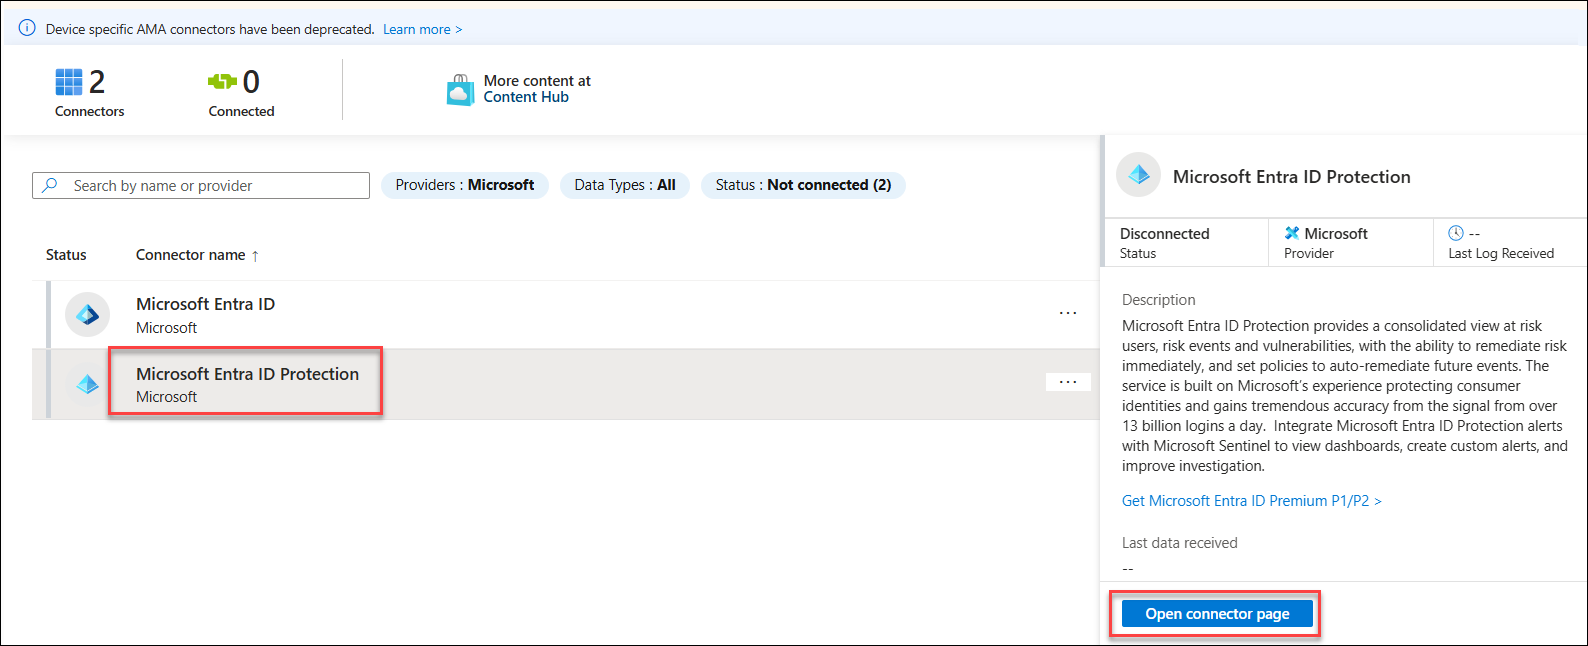 Device specific AMA connectors have been deprecated. Learn more >
2
Connectors
0
Connected
More content at
Content Hub
Search by name or provider
Providers : Microsoft
Data Types : All
Status : Not connected (2)
Status
Connector name ↑
Microsoft Entra ID
Microsoft
...
Microsoft Entra ID Protection
Microsoft
...
Microsoft Entra ID Protection
Disconnected
Status
Microsoft
Provider
--
Last Log Received
Description
Microsoft Entra ID Protection provides a consolidated view at risk
users, risk events and vulnerabilities, with the ability to remediate risk
immediately, and set policies to auto-remediate future events. The
service is built on Microsoft's experience protecting consumer
identities and gains tremendous accuracy from the signal from over
13 billion logins a day.  Integrate Microsoft Entra ID Protection alerts
with Microsoft Sentinel to view dashboards, create custom alerts, and
improve investigation.
Get Microsoft Entra ID Premium P1/P2 >
Last data received
--
Open connector page